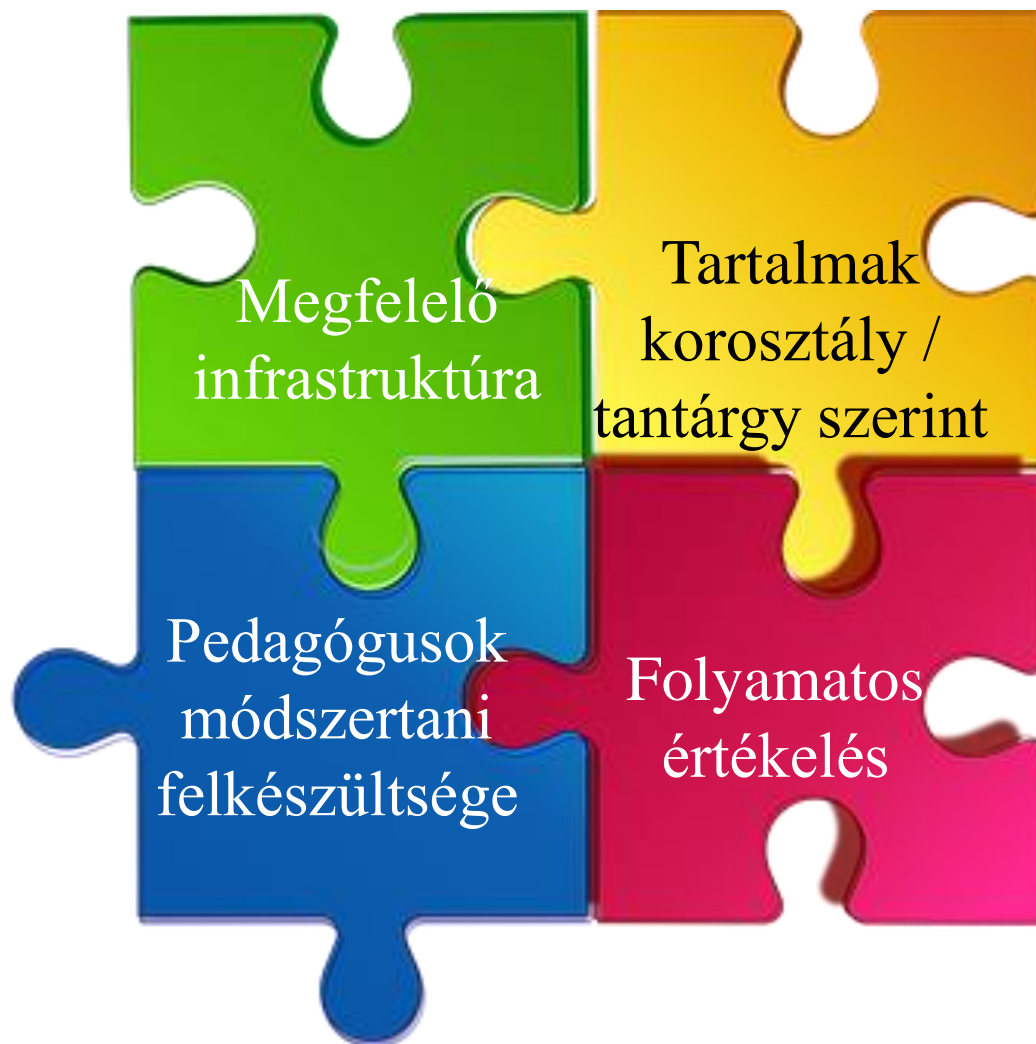 Megfelelő
infrastruktúra
Tartalmak
korosztály /
tantárgy szerint
Pedagógusok
módszertani
felkészültsége
Folyamatos
értékelés